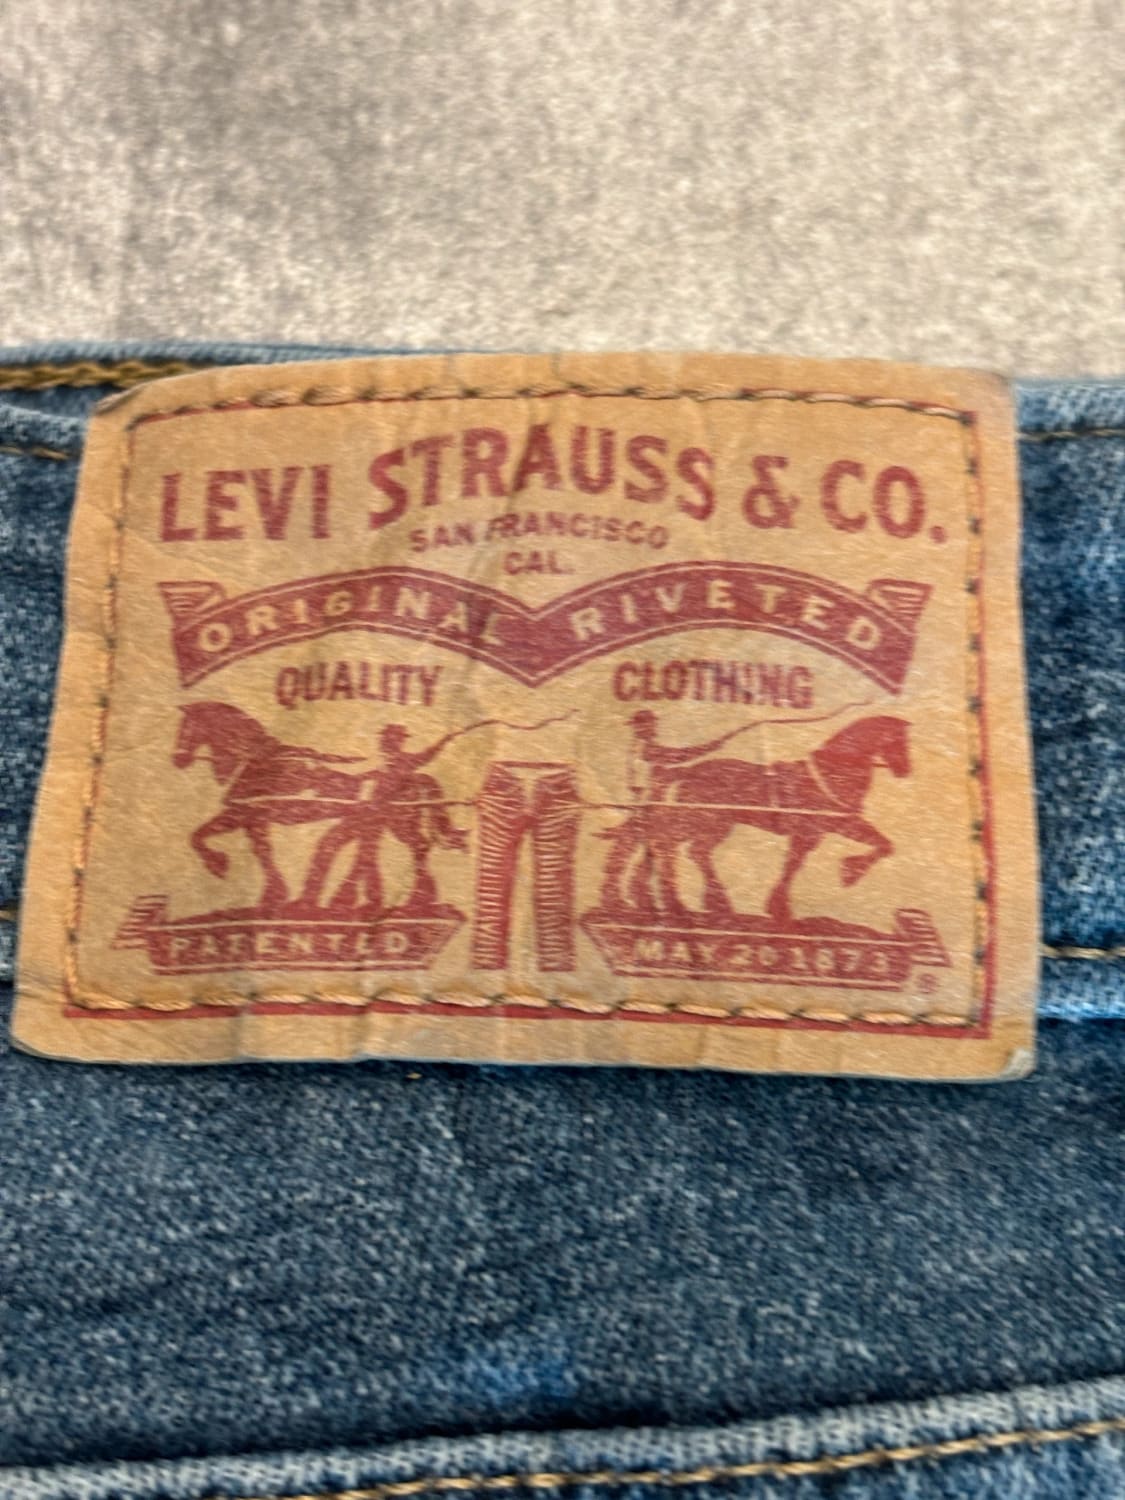 LEVI STRAUSS & CO.
SAN FRANCISCO
CAL.
ORIGINAL RIVETED
QUALITY CLOTHING
PATENTED MAY 20 1873
®